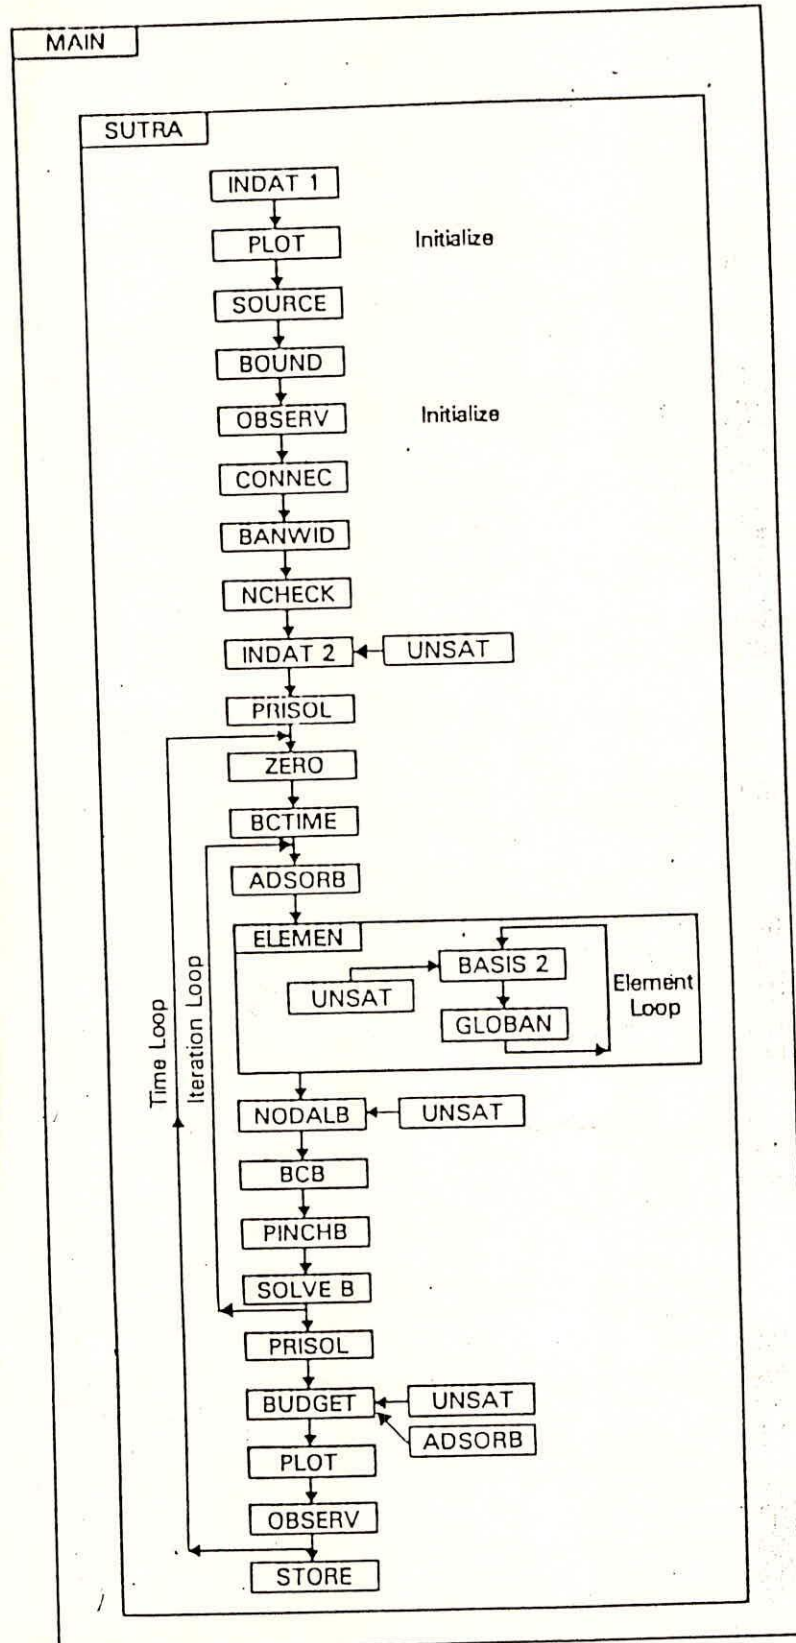 MAIN
SUTRA
INDAT 1
PLOT Initialize
SOURCE
BOUND
OBSERV Initialize
CONNEC
BANWID
NCHECK
INDAT 2 UNSAT
PRISOL
ZERO
BCTIME
ADSORB
ELEMEN
BASIS 2
UNSAT
GLOBAN
Element
Loop
Time Loop
Iteration Loop
NODALB UNSAT
BCB
PINCHB
SOLVE B
PRISOL
BUDGET UNSAT
ADSORB
PLOT
OBSERV
STORE